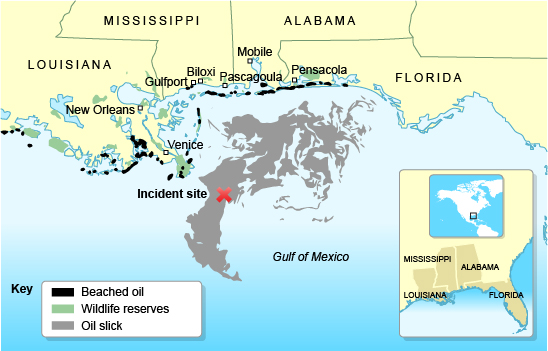 MISSISSIPPI
ALABAMA
LOUISIANA
Mobile
Biloxi
Pensacola
Gulfport
Pascagoula
FLORIDA
New Orleans
Venice
Incident site
Gulf of Mexico
Key
Beached oil
Wildlife reserves
Oil slick
MISSISSIPPI
ALABAMA
LOUISIANA
FLORIDA